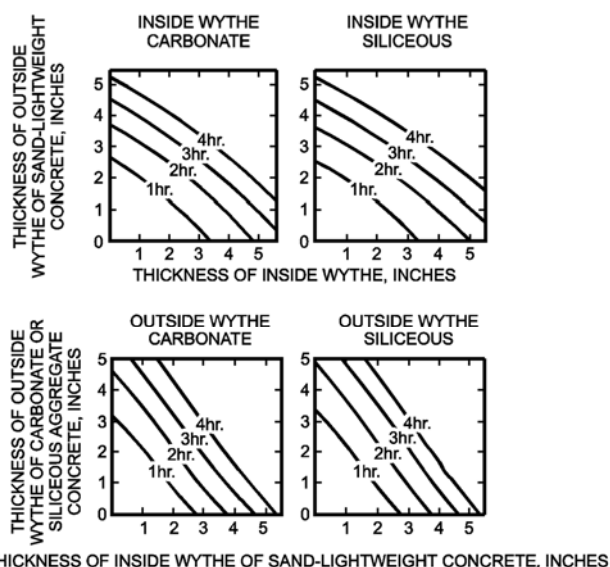 INSIDE WYTHE
CARBONATE
INSIDE WYTHE
SILICEOUS
THICKNESS OF OUTSIDE
WYTHE OF SAND-LIGHTWEIGHT
CONCRETE, INCHES
5
4
3
2
1
0
4hr.
3hr.
2hr.
1hr.
1 2 3 4 5
5
4
3
2
1
0
4hr.
3hr.
2hr.
1hr.
1 2 3 4 5
THICKNESS OF INSIDE WYTHE, INCHES
OUTSIDE WYTHE
CARBONATE
OUTSIDE WYTHE
SILICEOUS
THICKNESS OF OUTSIDE
WYTHE OF CARBONATE OR
SILICEOUS AGGREGATE
CONCRETE, INCHES
5
4
3
2
1
0
4hr.
3hr.
2hr.
1hr.
1 2 3 4 5
5
4
3
2
1
0
4hr.
3hr.
2hr.
1hr.
1 2 3 4 5
HICKNESS OF INSIDE WYTHE OF SAND-LIGHTWEIGHT CONCRETE, INCHES